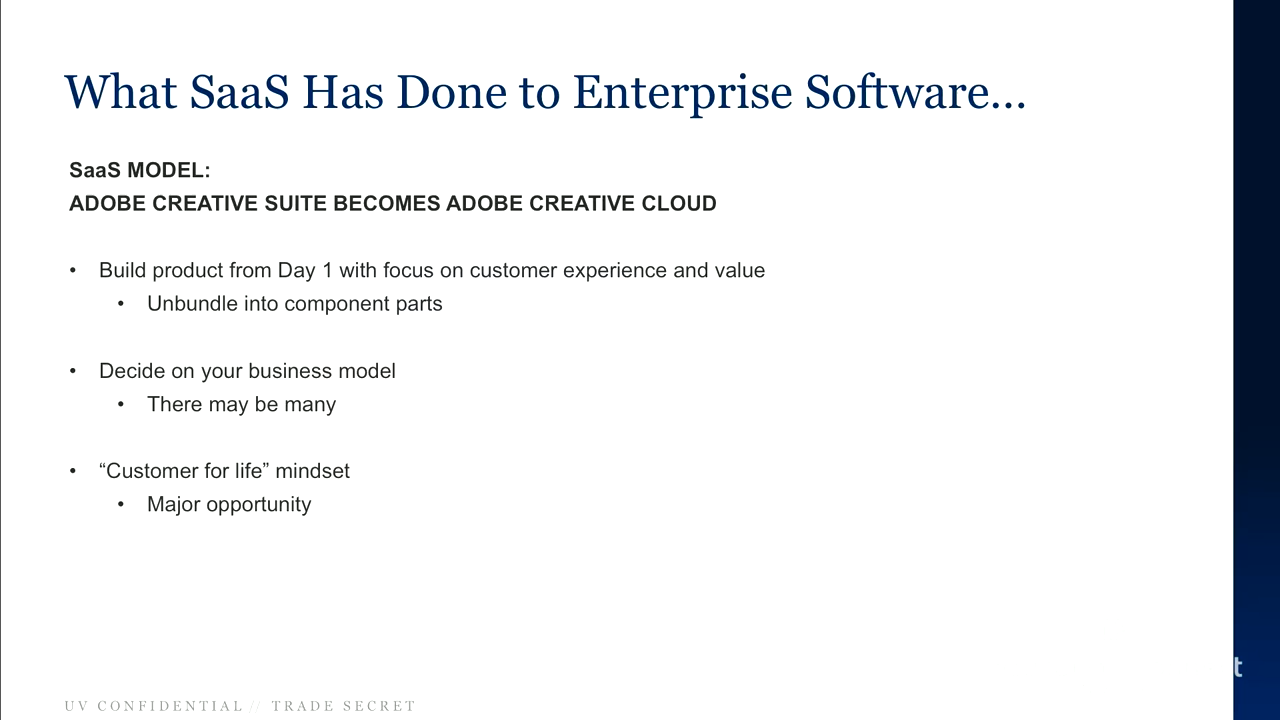 What SaaS Has Done to Enterprise Software...
SaaS MODEL:
ADOBE CREATIVE SUITE BECOMES ADOBE CREATIVE CLOUD
• Build product from Day 1 with focus on customer experience and value
• Unbundle into component parts
• Decide on your business model
• There may be many
• “Customer for life” mindset
• Major opportunity
UV CONFIDENTIAL // TRADE SECRET